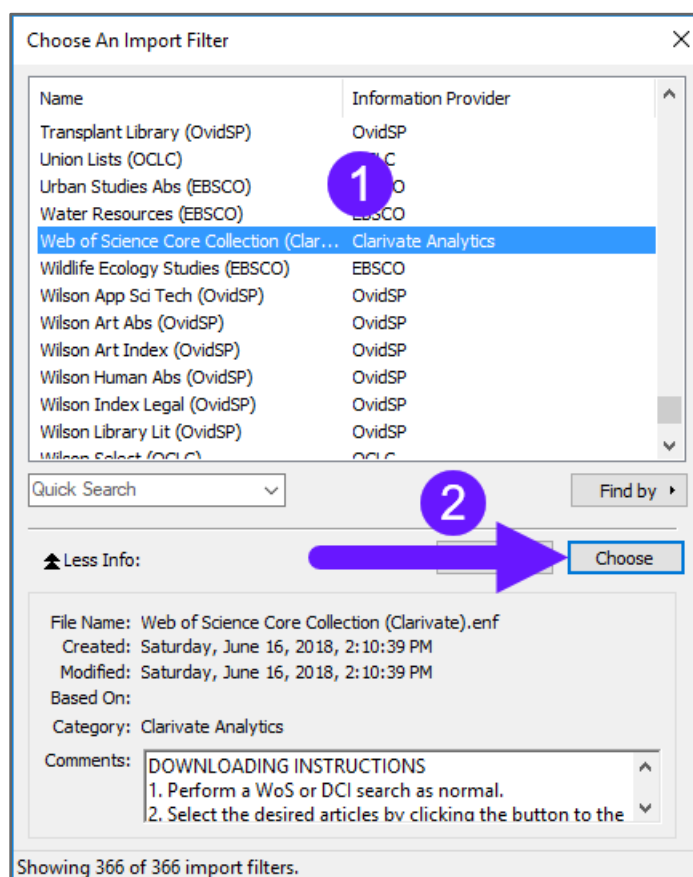 Choose An Import Filter
Name Information Provider
Transplant Library (OvidSP) OvidSP
Union Lists (OCLC)
1
Urban Studies Abs (EBSCO)
Water Resources (EBSCO) EBSCO
Web of Science Core Collection (Clar... Clarivate Analytics
Wildlife Ecology Studies (EBSCO) EBSCO
Wilson App Sci Tech (OvidSP) OvidSP
Wilson Art Abs (OvidSP) OvidSP
Wilson Art Index (OvidSP) OvidSP
Wilson Human Abs (OvidSP) OvidSP
Wilson Index Legal (OvidSP) OvidSP
Wilson Library Lit (OvidSP) OvidSP
Wilson Select (OCLC) OCLC
Quick Search Find by
2
Less Info: Choose
File Name: Web of Science Core Collection (Clarivate).enf
Created: Saturday, June 16, 2018, 2:10:39 PM
Modified: Saturday, June 16, 2018, 2:10:39 PM
Based On:
Category: Clarivate Analytics
Comments: DOWNLOADING INSTRUCTIONS
1. Perform a WoS or DCI search as normal.
2. Select the desired articles by clicking the button to the
Showing 366 of 366 import filters.